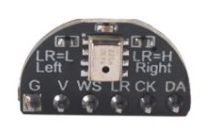 LR=L LR=H
Left Right
G V WS LR CK DA